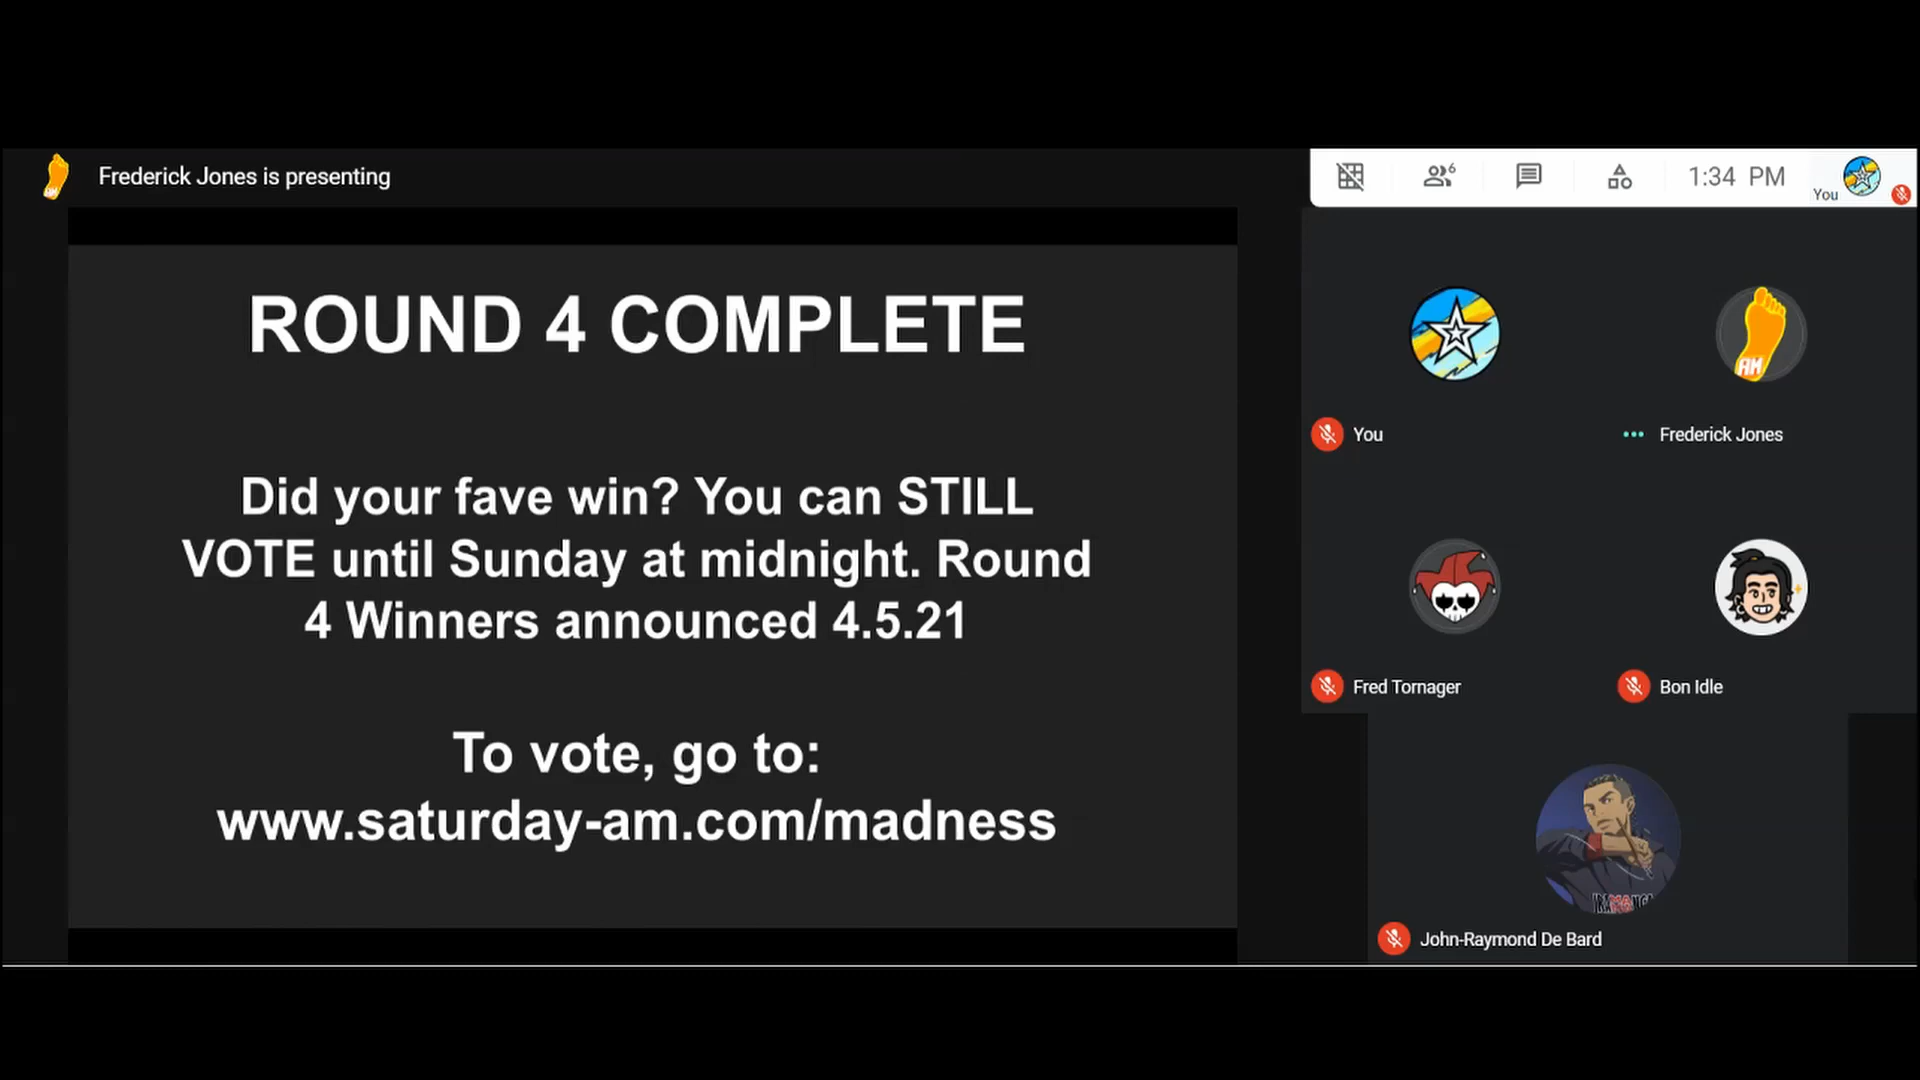 Frederick Jones is presenting
6
1:34 PM
You
ROUND 4 COMPLETE
Did your fave win? You can STILL
VOTE until Sunday at midnight. Round
4 Winners announced 4.5.21
To vote, go to:
www.saturday-am.com/madness
AM
You
Frederick Jones
Fred Tornager
Bon Idle
John-Raymond De Bard